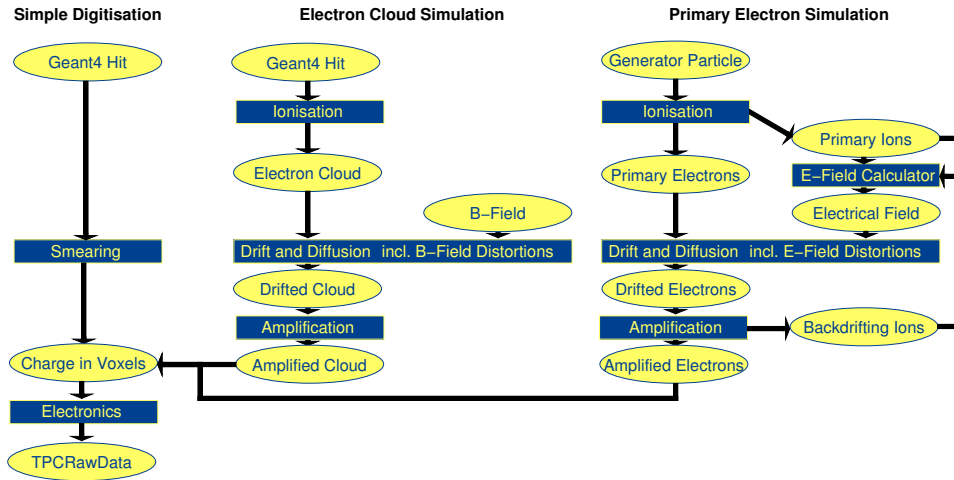 Simple Digitisation
Geant4 Hit
Smearing
Charge in Voxels
Electronics
TPCRawData
Electron Cloud Simulation
Geant4 Hit
Ionisation
Electron Cloud
B−Field
Drift and Diffusion incl. B−Field Distortions
Drifted Cloud
Amplification
Amplified Cloud
Primary Electron Simulation
Generator Particle
Ionisation
Primary Ions
Primary Electrons
E−Field Calculator
Electrical Field
Drift and Diffusion incl. E−Field Distortions
Drifted Electrons
Amplification
Backdrifting Ions
Amplified Electrons